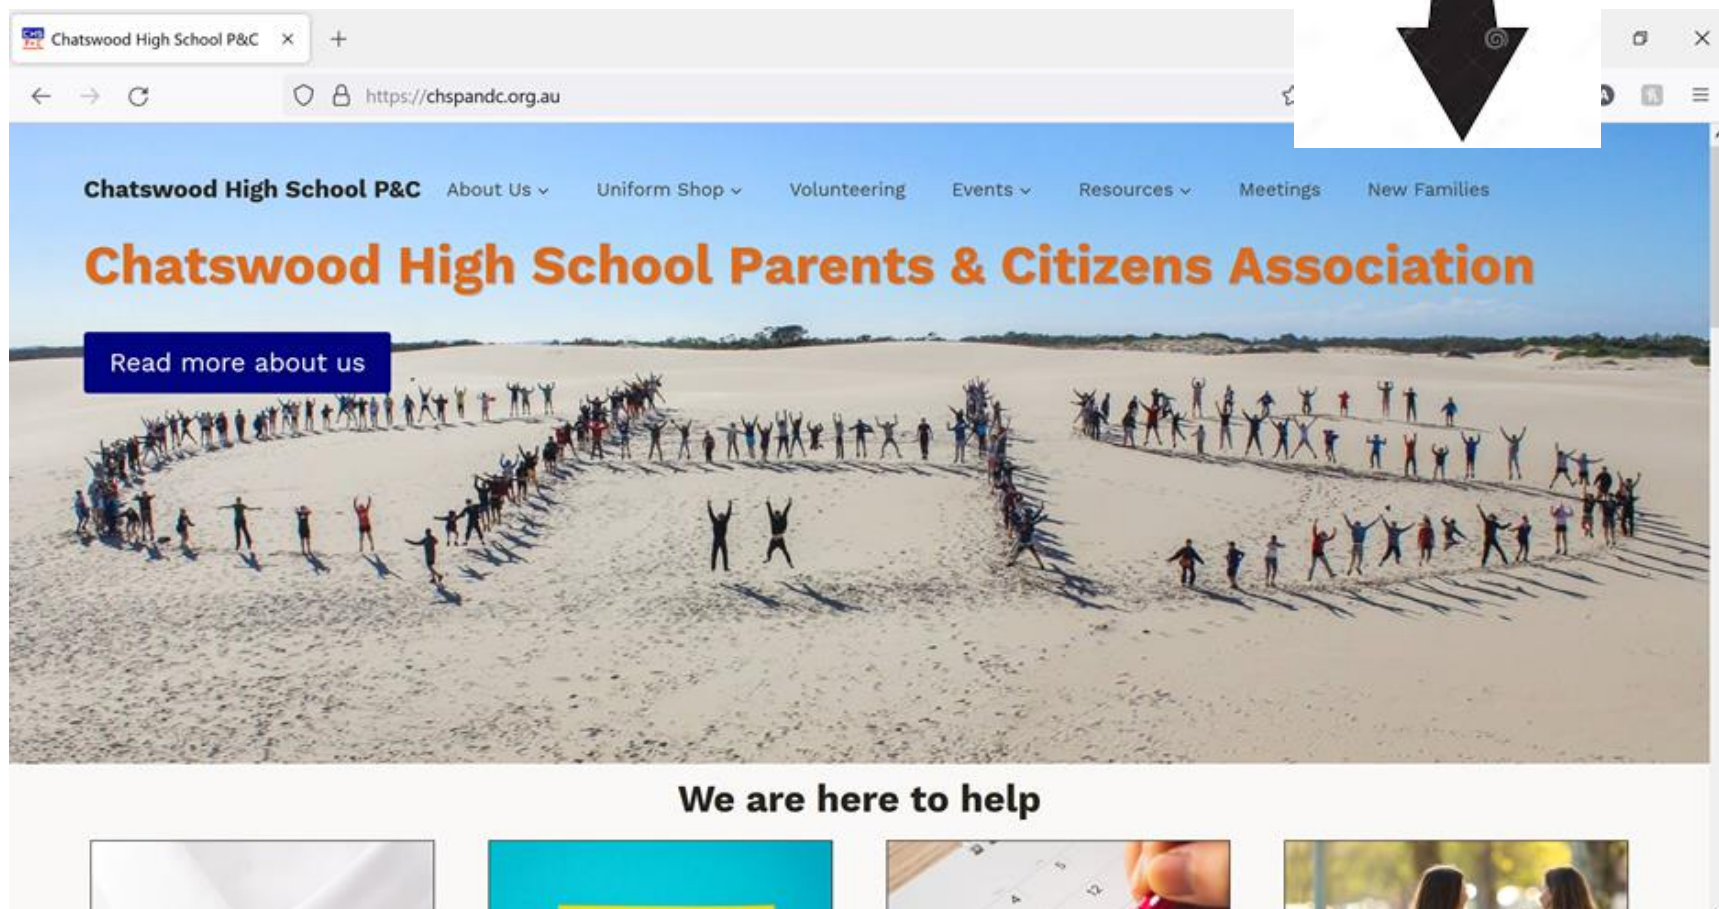 Chatswood High School P&C
https://chspandc.org.au
Chatswood High School P&C About Us Uniform Shop Volunteering Events Resources Meetings New Families
Chatswood High School Parents & Citizens Association
Read more about us
We are here to help